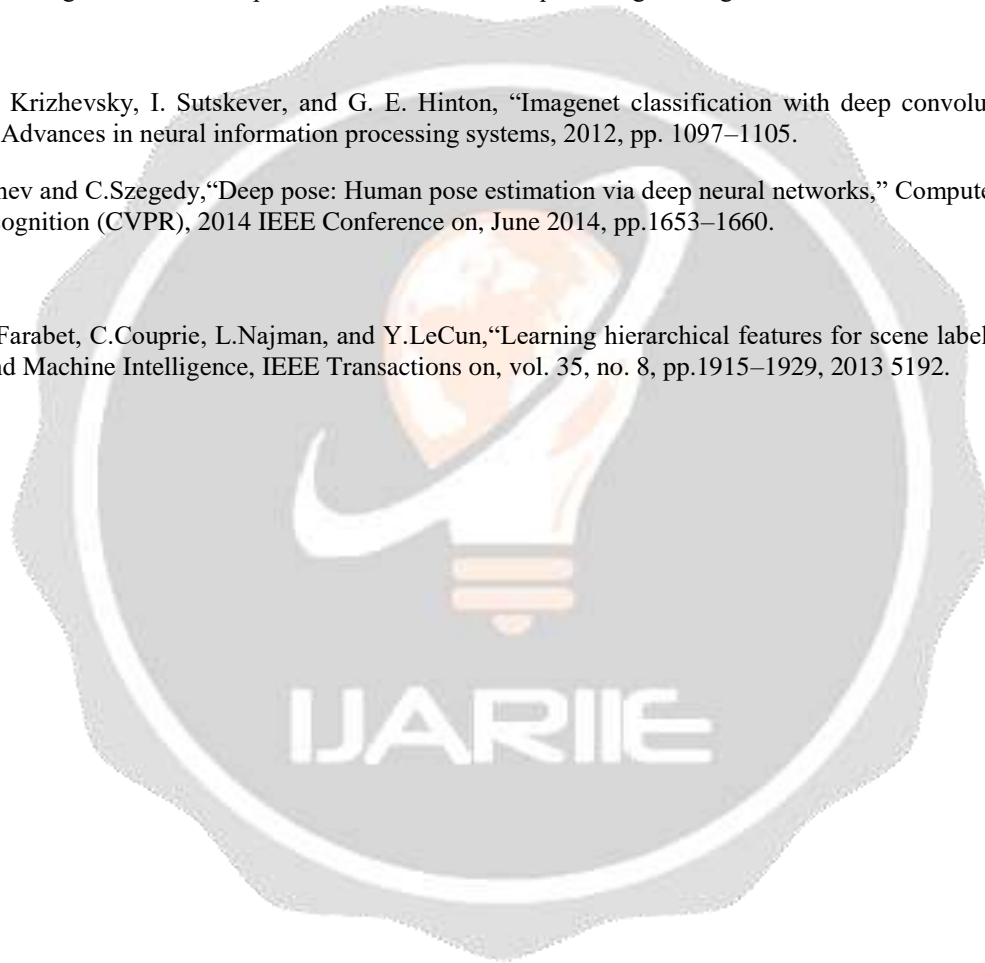 Krizhevsky, I. Sutskever, and G. E. Hinton, “Imagenet classification with deep convolu
Advances in neural information processing systems, 2012, pp. 1097–1105.
hev and C.Szegedy,“Deep pose: Human pose estimation via deep neural networks,” Compute
ognition (CVPR), 2014 IEEE Conference on, June 2014, pp.1653–1660.
Farabet, C.Couprie, L.Najman, and Y.LeCun,“Learning hierarchical features for scene label
nd Machine Intelligence, IEEE Transactions on, vol. 35, no. 8, pp.1915–1929, 2013 5192.
IJARIIE